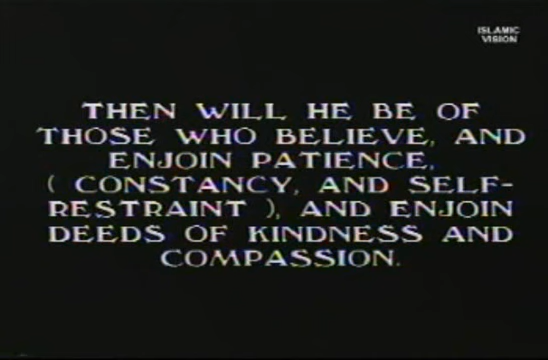 ISLAMIC
VISION
THEN WILL HE BE OF
THOSE WHO BELIEVE, AND
ENJOIN PATIENCE,
( CONSTANCY, AND SELF-
RESTRAINT ), AND ENJOIN
DEEDS OF KINDNESS AND
COMPASSION.